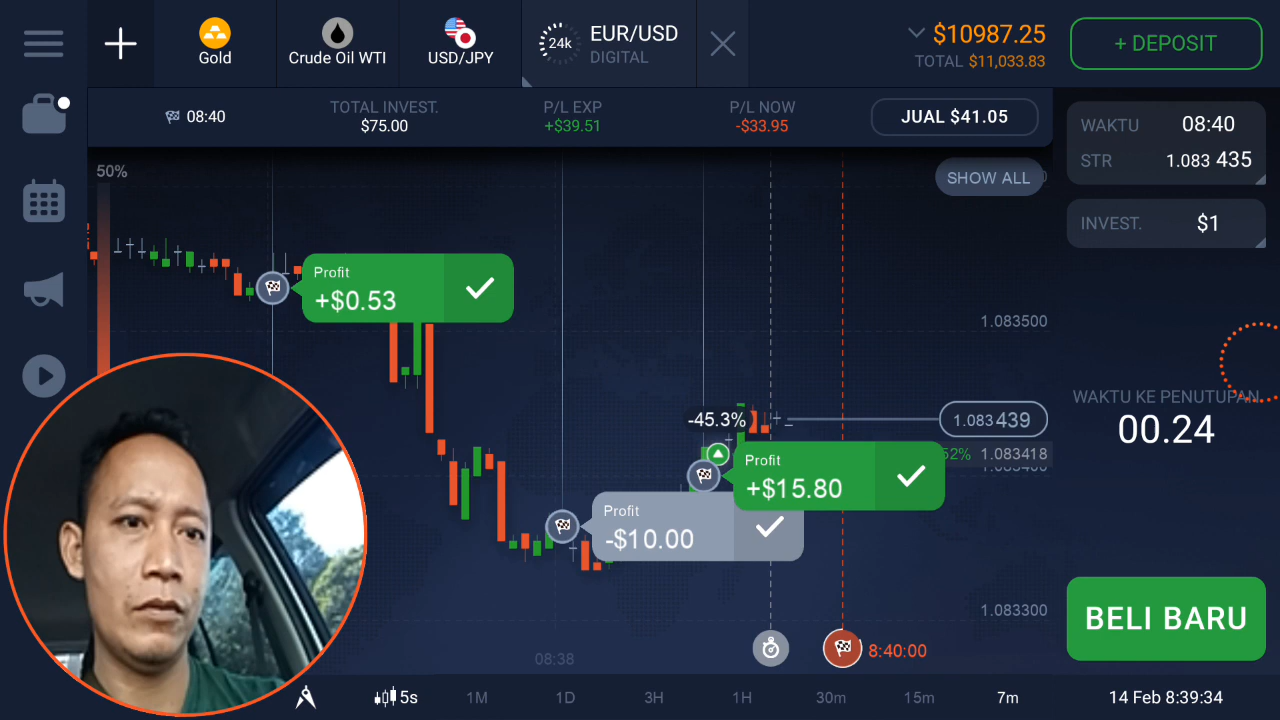 Gold
Crude Oil WTI
USD/JPY
24k
EUR/USD
DIGITAL
$10987.25
TOTAL $11,033.83
+ DEPOSIT
08:40
TOTAL INVEST.
$75.00
P/L EXP
+$39.51
P/L NOW
-$33.95
JUAL $41.05
WAKTU 08:40
STR 1.083 435
INVEST. $1
50%
SHOW ALL
Profit
+$0.53
1.083500
-45.3%
1.083 439
52% 1.083418
1.083400
Profit
+$15.80
Profit
-$10.00
1.083300
WAKTU KE PENUTUPAN
00.24
BELI BARU
08:38
8:40:00
5s
1M
1D
3H
1H
30m
15m
7m
14 Feb 8:39:34